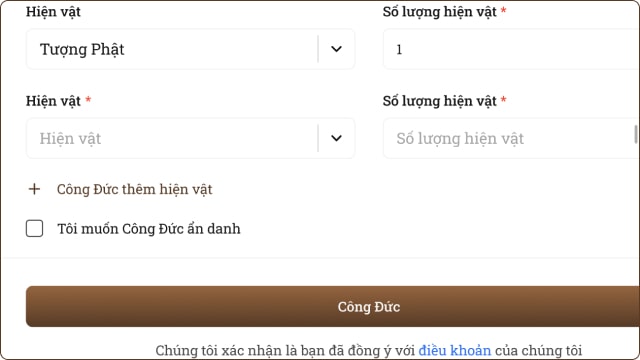 Hiện vật
Số lượng hiện vật *
Tượng Phật
1
Hiện vật *
Số lượng hiện vật *
Hiện vật
Số lượng hiện vật
+ Công Đức thêm hiện vật
Tôi muốn Công Đức ẩn danh
Công Đức
Chúng tôi xác nhận là bạn đã đồng ý với điều khoản của chúng tôi